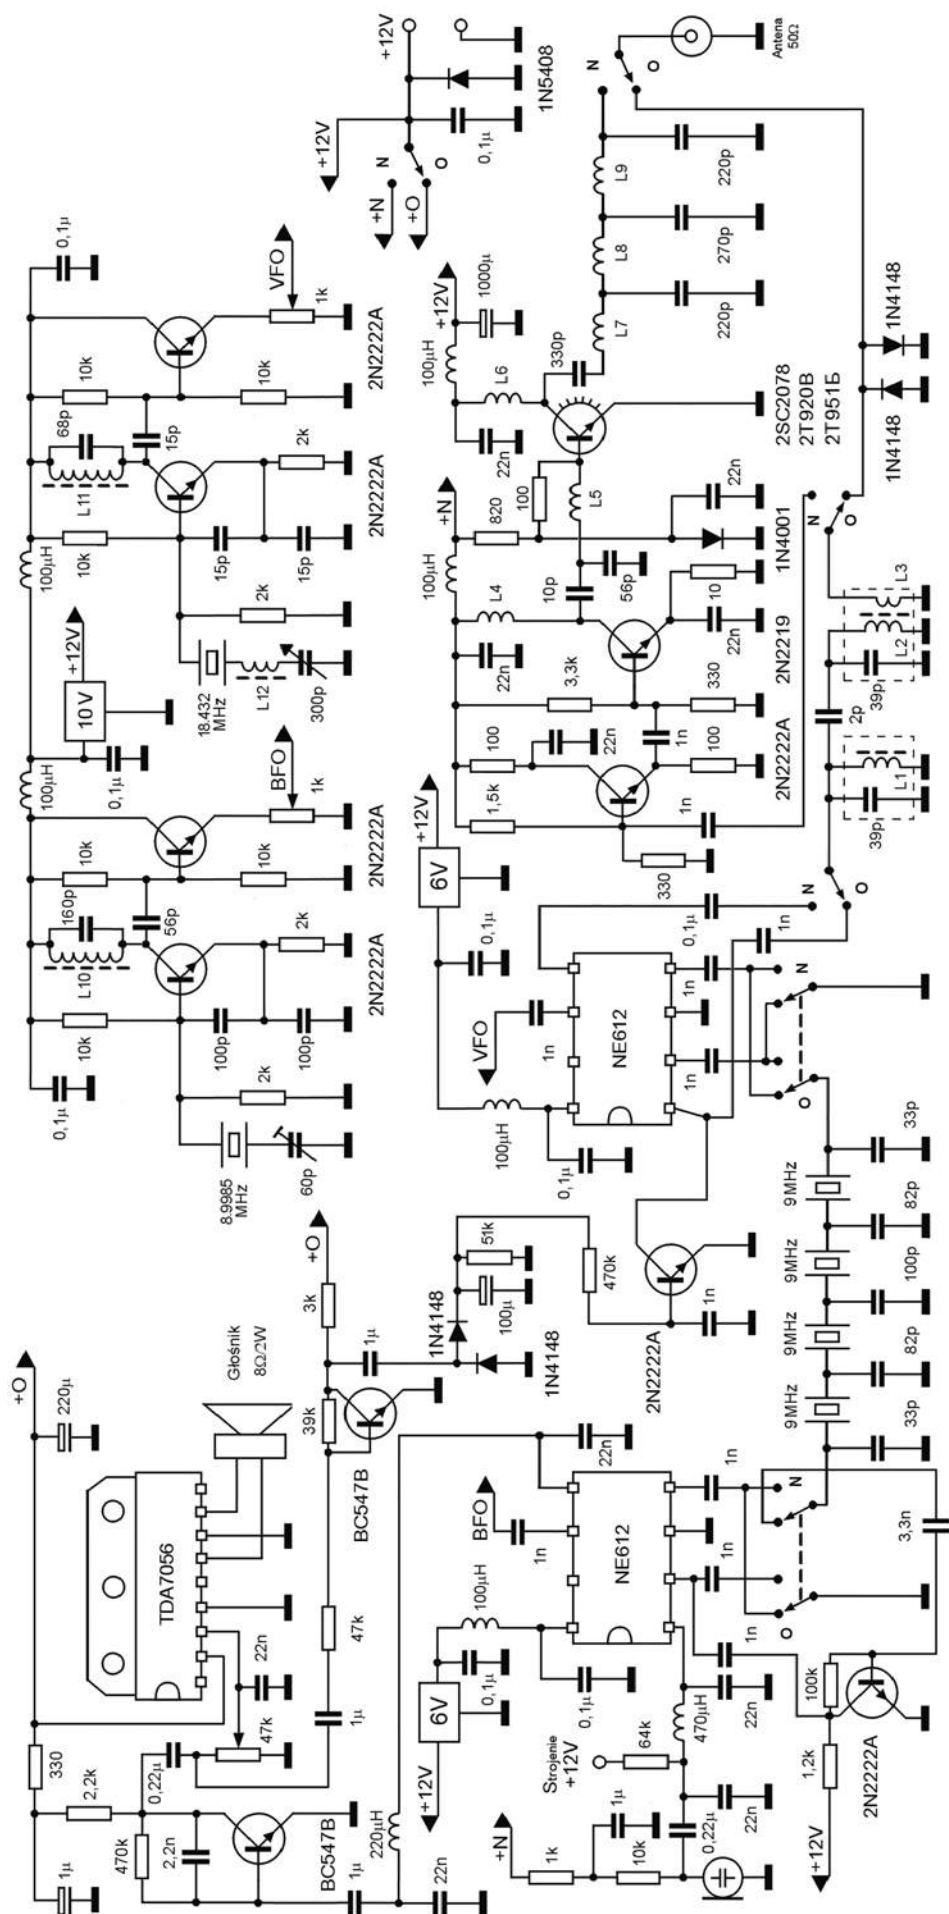 1µ
330
+O
220µ
2,2k
470k
2,2n
0,22µ
TDA7056
Głośnik
8Ω/2W
47k
22n
BC547B
1µ
22n
220µH
1µ
47k
39k
3k
+O
BC547B
1µ
1N4148
100µ
51k
1N4148
470k
2N2222A
1n
0,1µ
10k
L10
160p
10k
56p
100µH
10V
+12V
0,1µ
8.9985
MHz
60p
2k
100p
100p
2k
10k
BFO
1k
2N2222A
2N2222A
100µH
10k
L11
68p
10k
15p
0,1µ
18.432
MHz
L12
300p
2k
15p
15p
2k
10k
VFO
1k
2N2222A
2N2222A
+12V
+12V
+N
+O
N
O
0,1µ
1N5408
+12V
6V
0,1µ
100µH
0,1µ
BFO
1n
NE612
22n
+N
1k
1µ
10k
0,22µ
Strojenie
+12V
64k
22n
470µH
22n
1n
1n
1n
O
N
+12V
1,2k
100k
2N2222A
3,3n
33p
9MHz
82p
9MHz
100p
9MHz
82p
9MHz
33p
+12V
6V
0,1µ
100µH
0,1µ
VFO
1n
NE612
1n
1n
0,1µ
1n
O
N
N
O
1,5k
330
1n
100
22n
1n
100
2N2222A
3,3k
330
22n
L4
10p
22n
10
2N2219
100µH
+N
820
100
56p
L5
1N4001
22n
22n
L6
100µH
+12V
1000µ
330p
2SC2078
2T920B
2T951Б
L7
220p
L8
270p
L9
220p
N
O
Antena
50Ω
39p
L1
2p
39p
L2
L3
N
O
1N4148
1N4148